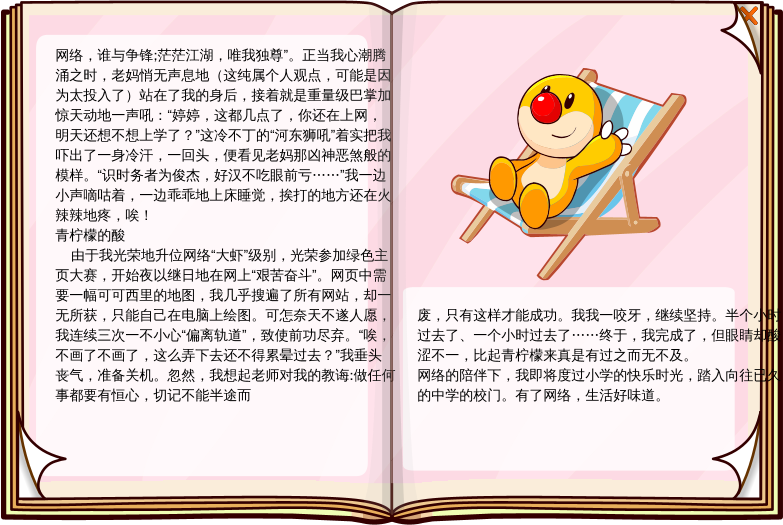 网络，谁与争锋;茫茫江湖，唯我独尊”。正当我心潮腾
涌之时，老妈悄无声息地（这纯属个人观点，可能是因
为太投入了）站在了我的身后，接着就是重量级巴掌加
惊天动地一声吼：“婷婷，这都几点了，你还在上网，
明天还想不想上学了？”这冷不丁的“河东狮吼”着实把我
吓出了一身冷汗，一回头，便看见老妈那凶神恶煞般的
模样。“识时务者为俊杰，好汉不吃眼前亏……”我一边
小声嘀咕着，一边乖乖地上床睡觉，挨打的地方还在火
辣辣地疼，唉！
青柠檬的酸
由于我光荣地升位网络“大虾”级别，光荣参加绿色主
页大赛，开始夜以继日地在网上“艰苦奋斗”。网页中需
要一幅可可西里的地图，我几乎搜遍了所有网站，却一
无所获，只能自己在电脑上绘图。可怎奈天不遂人愿，
我连续三次一不小心“偏离轨道”，致使前功尽弃。“唉，
不画了不画了，这么弄下去还不得累晕过去？”我垂头
丧气，准备关机。忽然，我想起老师对我的教诲:做任何
事都要有恒心，切记不能半途而
废，只有这样才能成功。我我一咬牙，继续坚持。半个小时
过去了、一个小时过去了……终于，我完成了，但眼睛却酸
涩不一，比起青柠檬来真是有过之而无不及。
网络的陪伴下，我即将度过小学的快乐时光，踏入向往已久
的中学的校门。有了网络，生活好味道。